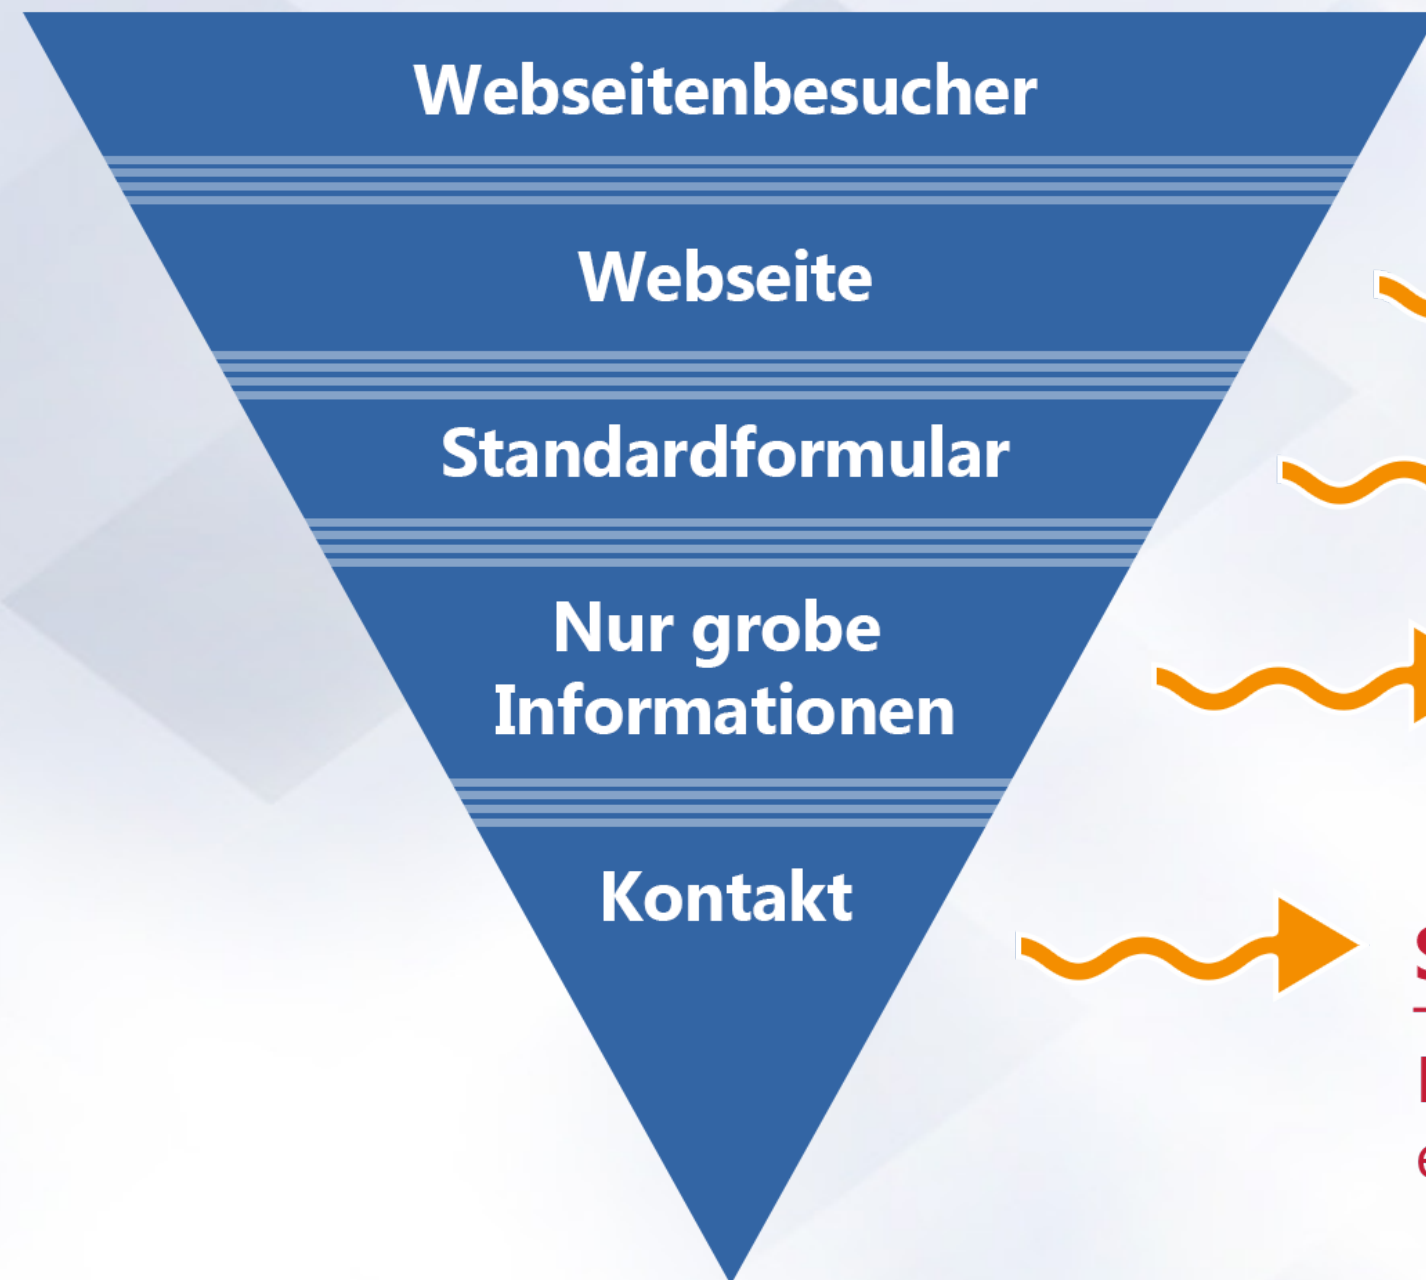 Webseitenbesucher
Webseite
Standardformular
Nur grobe
Informationen
Kontakt